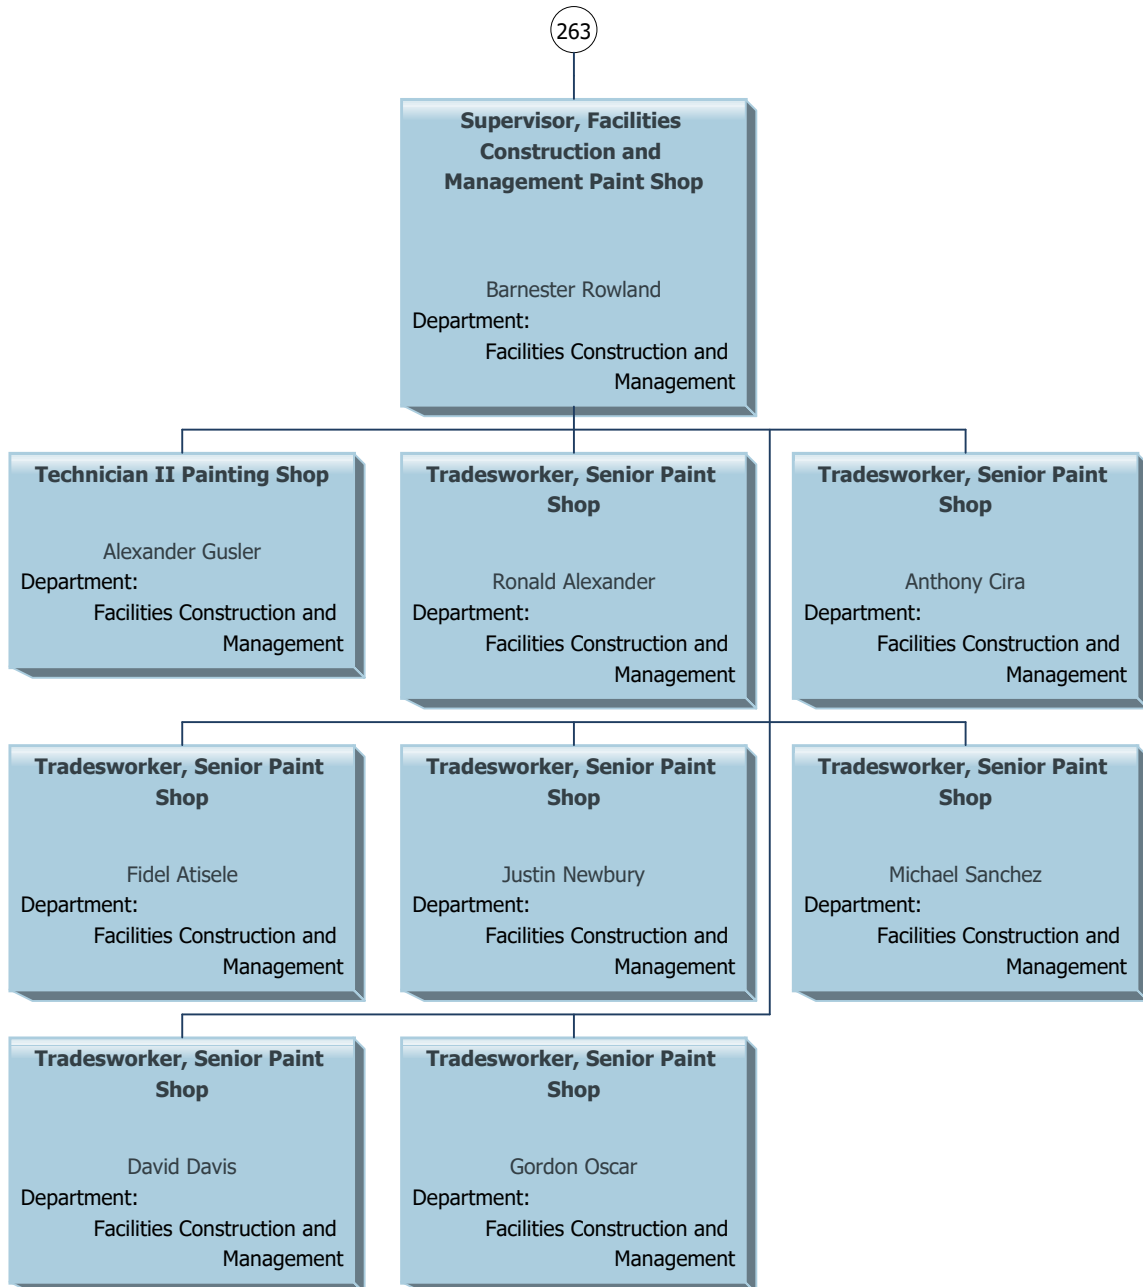 263
Supervisor, Facilities
Construction and
Management Paint Shop
Barnester Rowland
Department:
Facilities Construction and
Management
Technician II Painting Shop
Alexander Gusler
Department:
Facilities Construction and
Management
Tradesworker, Senior Paint
Shop
Ronald Alexander
Department:
Facilities Construction and
Management
Tradesworker, Senior Paint
Shop
Anthony Cira
Department:
Facilities Construction and
Management
Tradesworker, Senior Paint
Shop
Fidel Atisele
Department:
Facilities Construction and
Management
Tradesworker, Senior Paint
Shop
Justin Newbury
Department:
Facilities Construction and
Management
Tradesworker, Senior Paint
Shop
Michael Sanchez
Department:
Facilities Construction and
Management
Tradesworker, Senior Paint
Shop
David Davis
Department:
Facilities Construction and
Management
Tradesworker, Senior Paint
Shop
Gordon Oscar
Department:
Facilities Construction and
Management